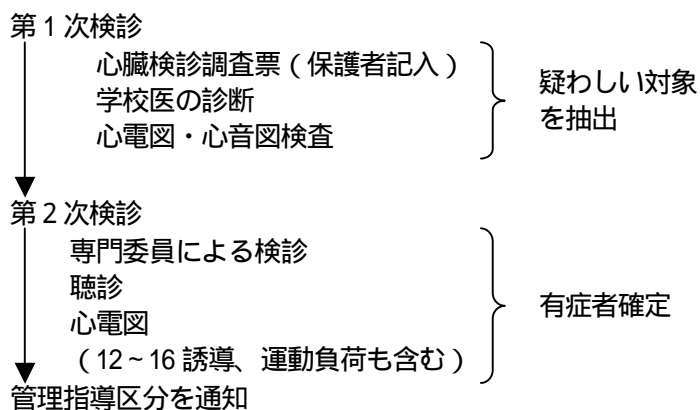 第１次検診
心臓検診調査票（保護者記入）
学校医の診断
心電図・心音図検査
疑わしい対象
を抽出
第２次検診
専門委員による検診
聴診
心電図
（12～16 誘導、運動負荷も含む）
有症者確定
管理指導区分を通知